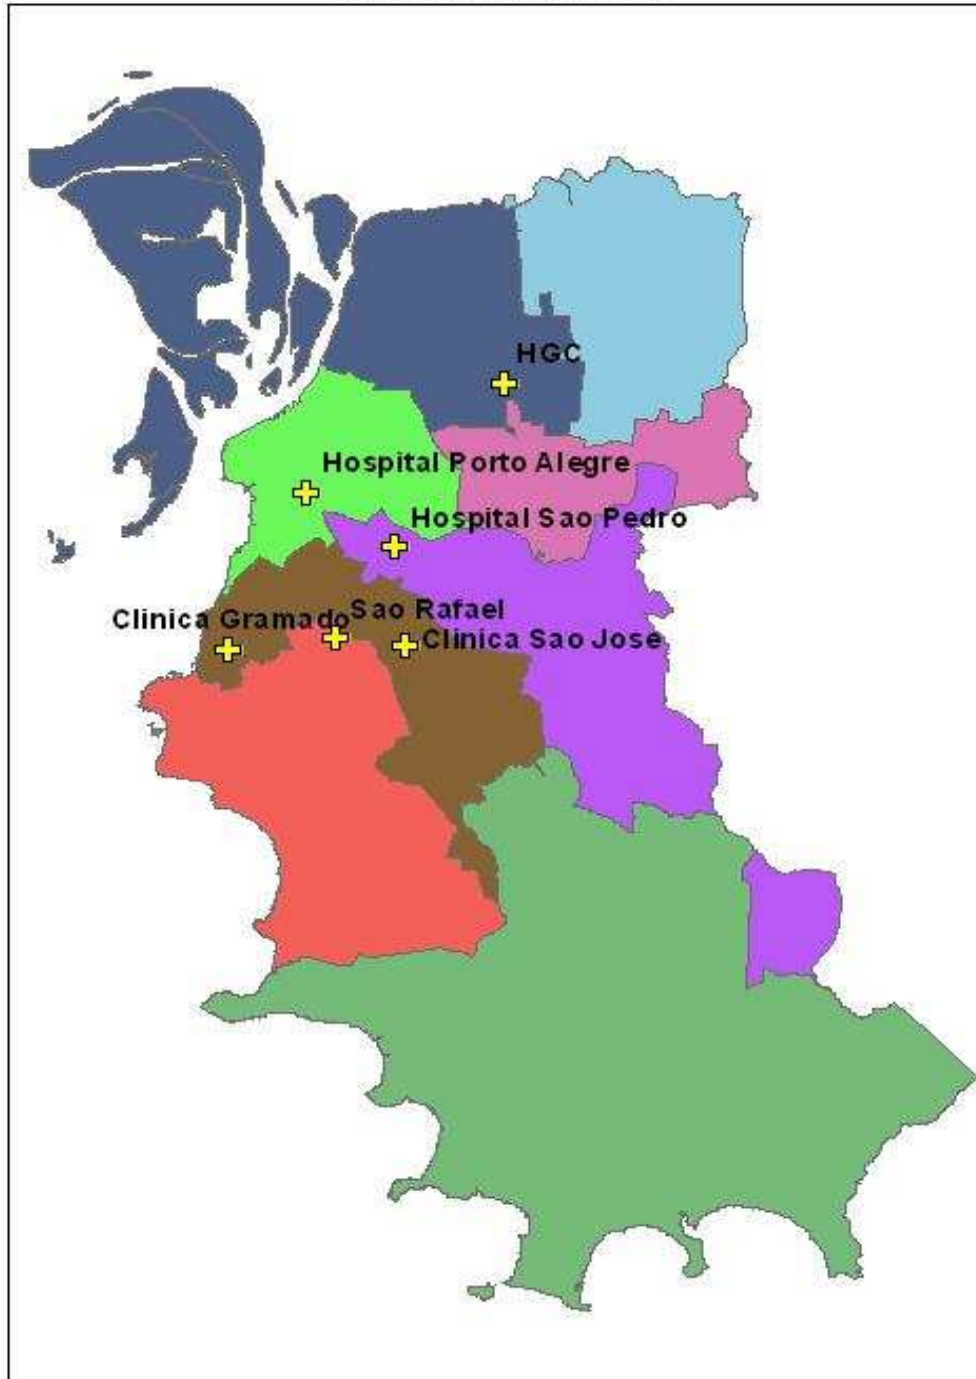 HGC
Hospital Porto Alegre
Hospital Sao Pedro
Clinica Gramado
Sao Rafael
Clinica Sao Jose